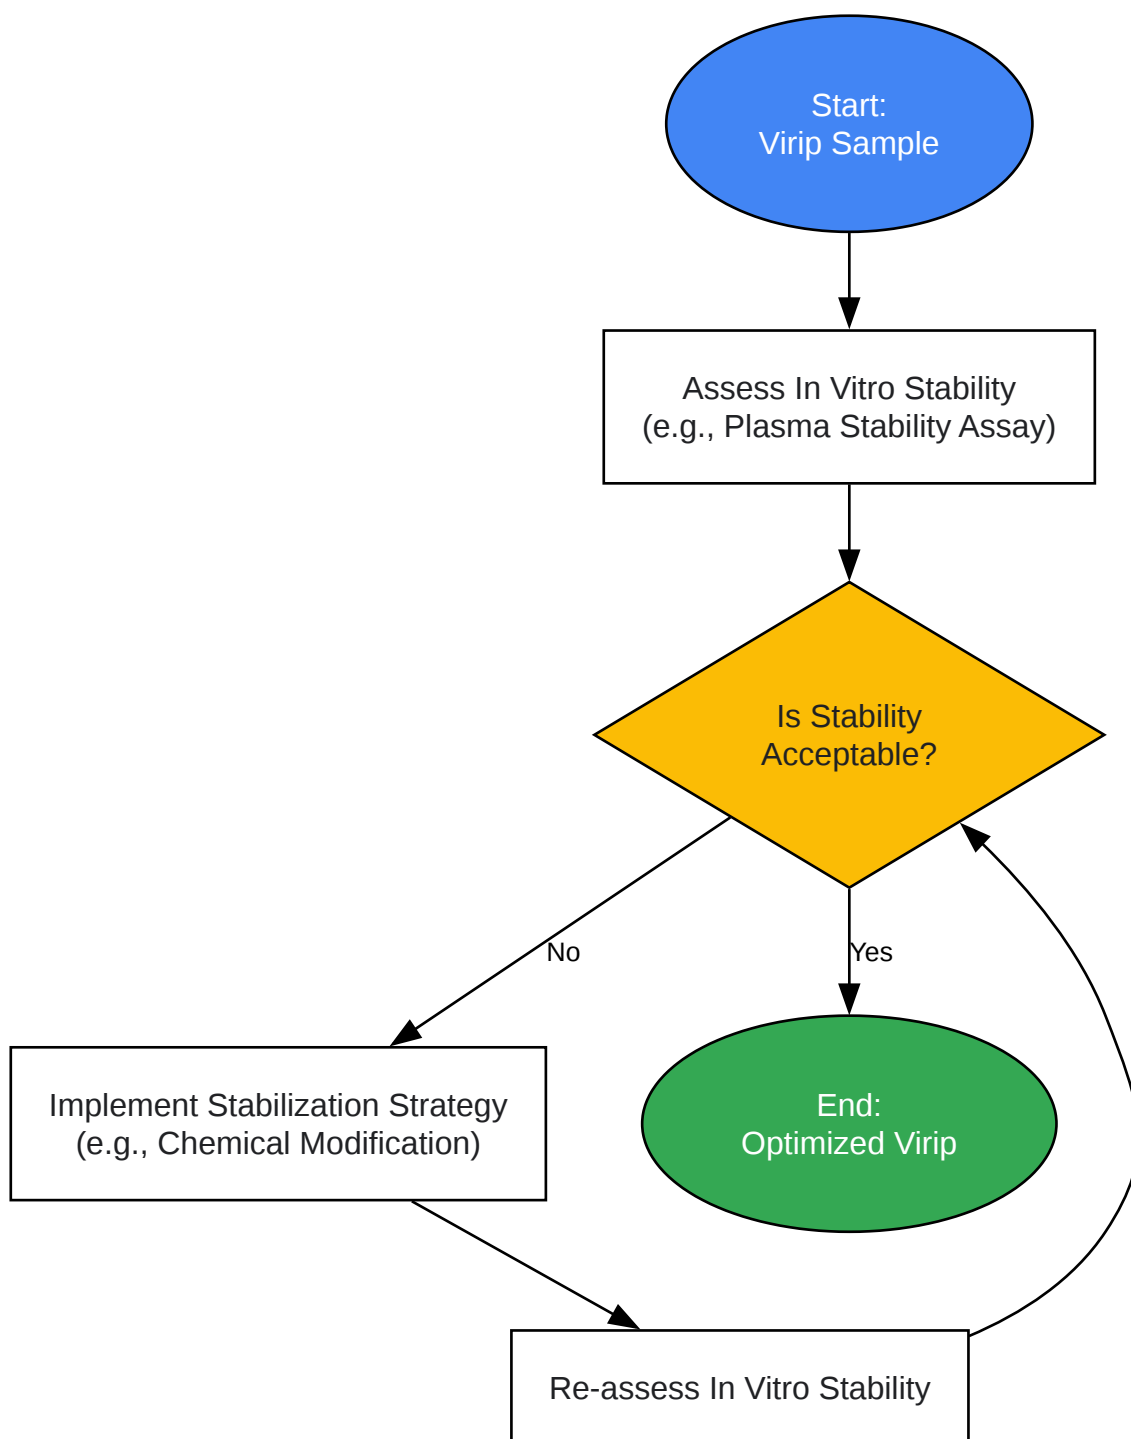 Start:
Virip Sample
Assess In Vitro Stability
(e.g., Plasma Stability Assay)
Is Stability
Acceptable?
No
Yes
Implement Stabilization Strategy
(e.g., Chemical Modification)
End:
Optimized Virip
Re-assess In Vitro Stability